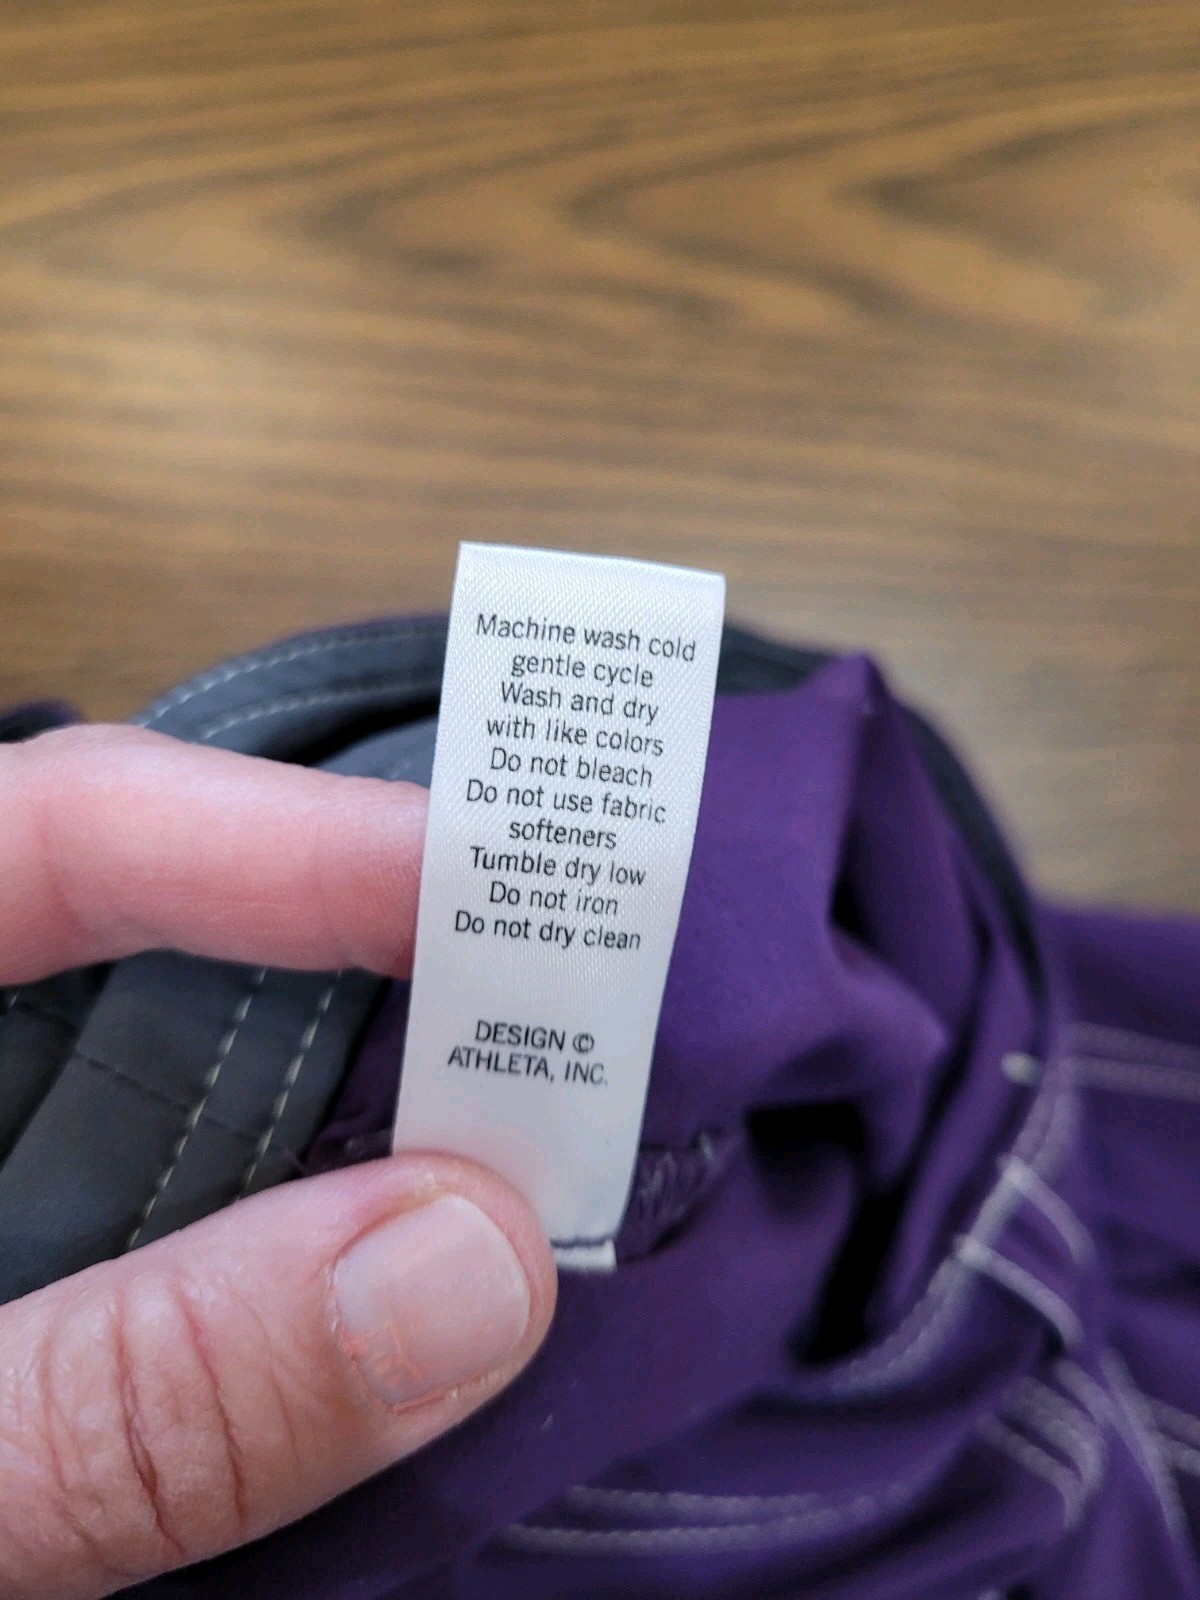 Machine wash cold
gentle cycle
Wash and dry
with like colors
Do not bleach
Do not use fabric
softeners
Tumble dry low
Do not iron
Do not dry clean
DESIGN ©
ATHLETA, INC.